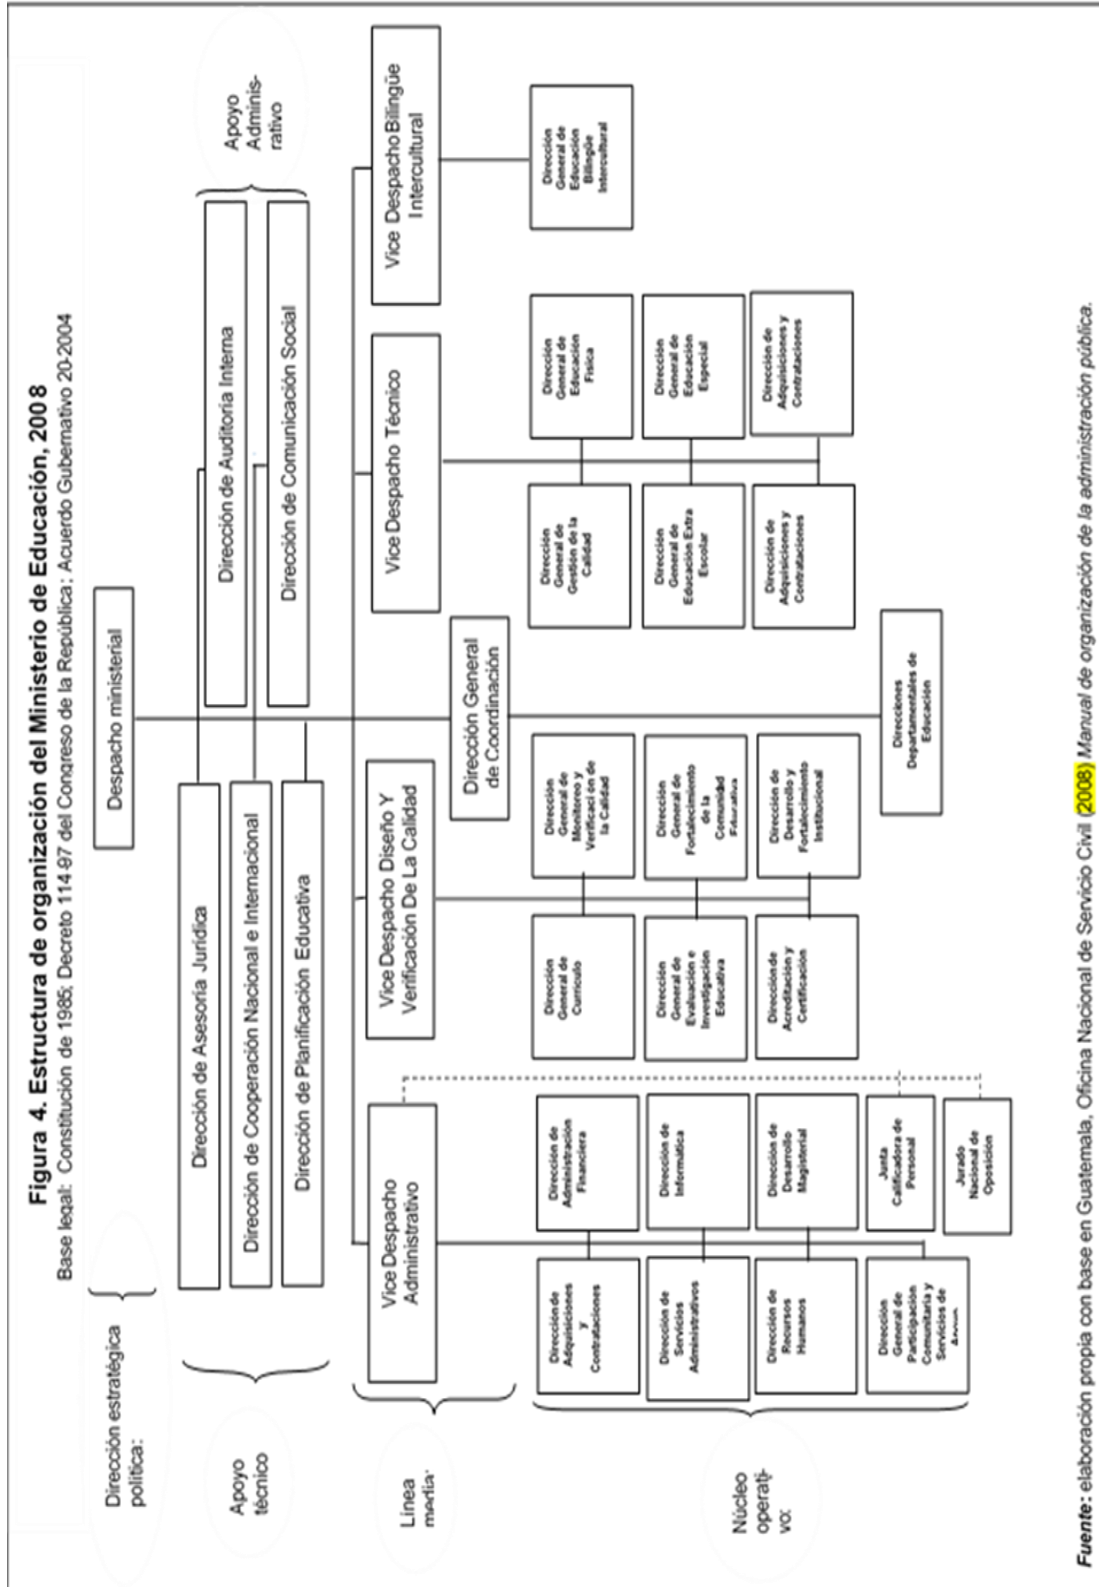 Figura 4. Estructura de organización del Ministerio de Educación, 2008
Base legal: Constitución de 1985; Decreto 114-97 del Congreso de la República: Acuerdo Gubernativo 20-2004
Dirección estratégica
política:
Despacho ministerial
Apoyo
técnico
Dirección de Asesoría Jurídica
Dirección de Cooperación Nacional e Internacional
Dirección de Planificación Educativa
Dirección de Auditoria Interna
Dirección de Comunicación Social
Apoyo
Adminis-
rativo
Línea
media:
Vice Despacho
Administrativo
Vice Despacho Diseño Y
Verificación De La Calidad
Dirección General
de Coordinación
Vice Despacho Técnico
Vice Despacho Bilingüe
Intercultural
Núcleo
operati-
vo:
Dirección de
Adquisiciones
y
Contrataciones
Dirección de
Administración
Financiera
Dirección de
Servicios
Administrativos
Dirección de
Informática
Dirección de
Recursos
Humanos
Dirección de
Desarrollo
Magisterial
Dirección
General de
Participación
Comunitaria y
Servicios de
Junta
Calificadora de
Personal
Jurado
Nacional de
Oposición
Dirección
General de
Currículo
Dirección
General de
Monitoreo y
Verificación de
la Calidad
Dirección
General de
Evaluación e
Investigación
Educativa
Dirección
General de
Fortalecimiento
de la
Comunidad
Educativa
Dirección de
Acreditación y
Certificación
Dirección de
Desarrollo y
Fortalecimiento
Institucional
Direcciones
Departamentales de
Educación
Dirección
General de
Gestión de la
Calidad
Dirección
General de
Educación
Física
Dirección
General de
Educación Extra
Escolar
Dirección
General de
Educación
Especial
Dirección de
Adquisiciones y
Contrataciones
Dirección de
Adquisiciones y
Contrataciones
Dirección
General de
Educación
Bilingüe
Intercultural
Fuente: elaboración propia con base en Guatemala, Oficina Nacional de Servicio Civil (2008) Manual de organización de la administración pública.